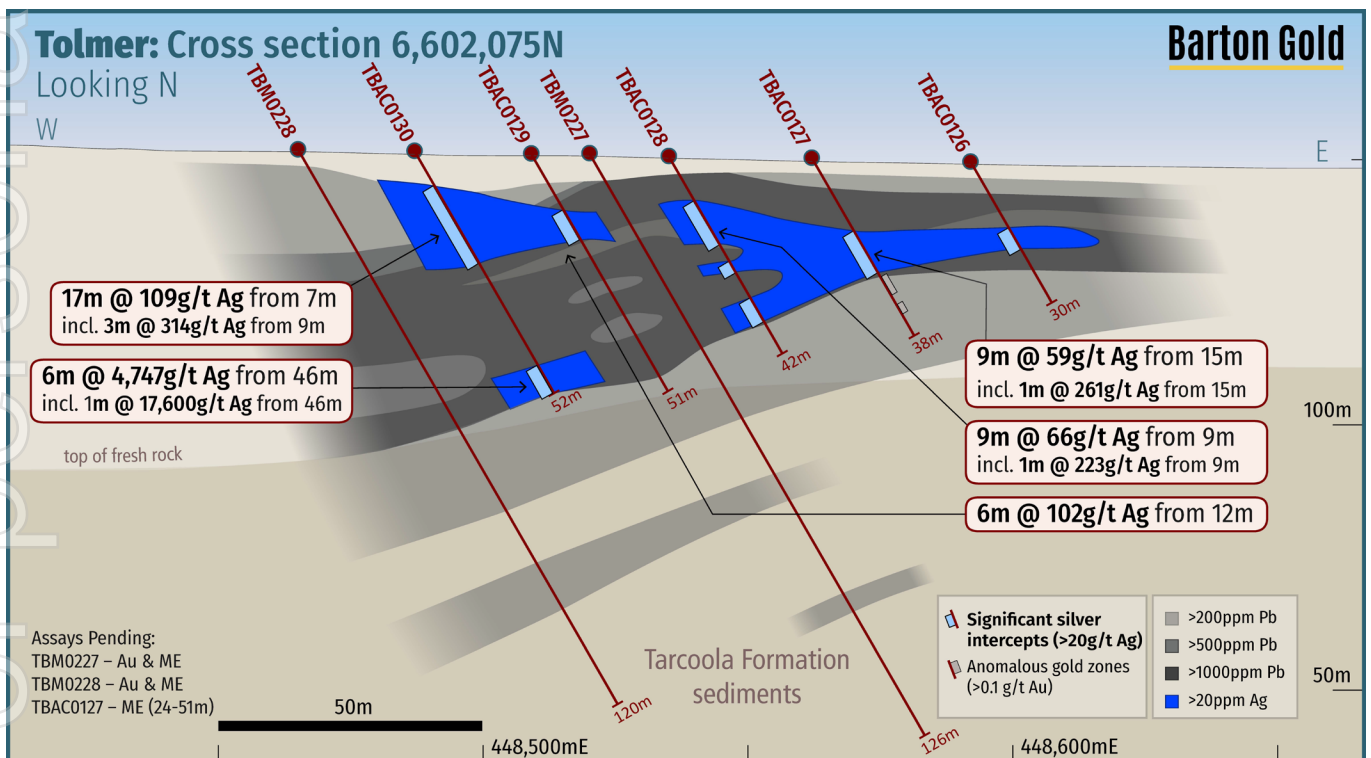 Tolmer: Cross section 6,602,075N
Looking N
Barton Gold
W
E
TBM0228
TBAC0130
TBAC0129
TBM0227
TBAC0128
TBAC0127
TBAC0126
17m @ 109g/t Ag from 7m
incl. 3m @ 314g/t Ag from 9m
6m @ 4,747g/t Ag from 46m
incl. 1m @ 17,600g/t Ag from 46m
30m
38m
42m
51m
52m
9m @ 59g/t Ag from 15m
incl. 1m @ 261g/t Ag from 15m
9m @ 66g/t Ag from 9m
incl. 1m @ 223g/t Ag from 9m
6m @ 102g/t Ag from 12m
100m
top of fresh rock
Assays Pending:
TBM0227 – Au & ME
TBM0228 – Au & ME
TBAC0127 – ME (24-51m)
50m
Tarcoola Formation
sediments
120m
126m
Significant silver
intercepts (>20g/t Ag)
Anomalous gold zones
(>0.1 g/t Au)
>200ppm Pb
>500ppm Pb
>1000ppm Pb
>20ppm Ag
50m
448,500mE
448,600mE